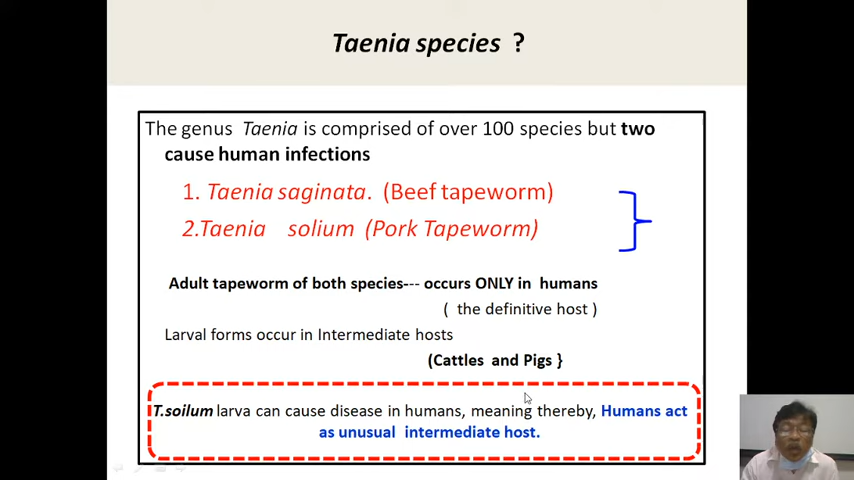 Taenia species ?
The genus Taenia is comprised of over 100 species but two
cause human infections
1. Taenia saginata. (Beef tapeworm)
2.Taenia solium (Pork Tapeworm)
Adult tapeworm of both species--- occurs ONLY in humans
( the definitive host )
Larval forms occur in Intermediate hosts
(Cattles and Pigs }
T.soilum larva can cause disease in humans, meaning thereby, Humans act
as unusual intermediate host.